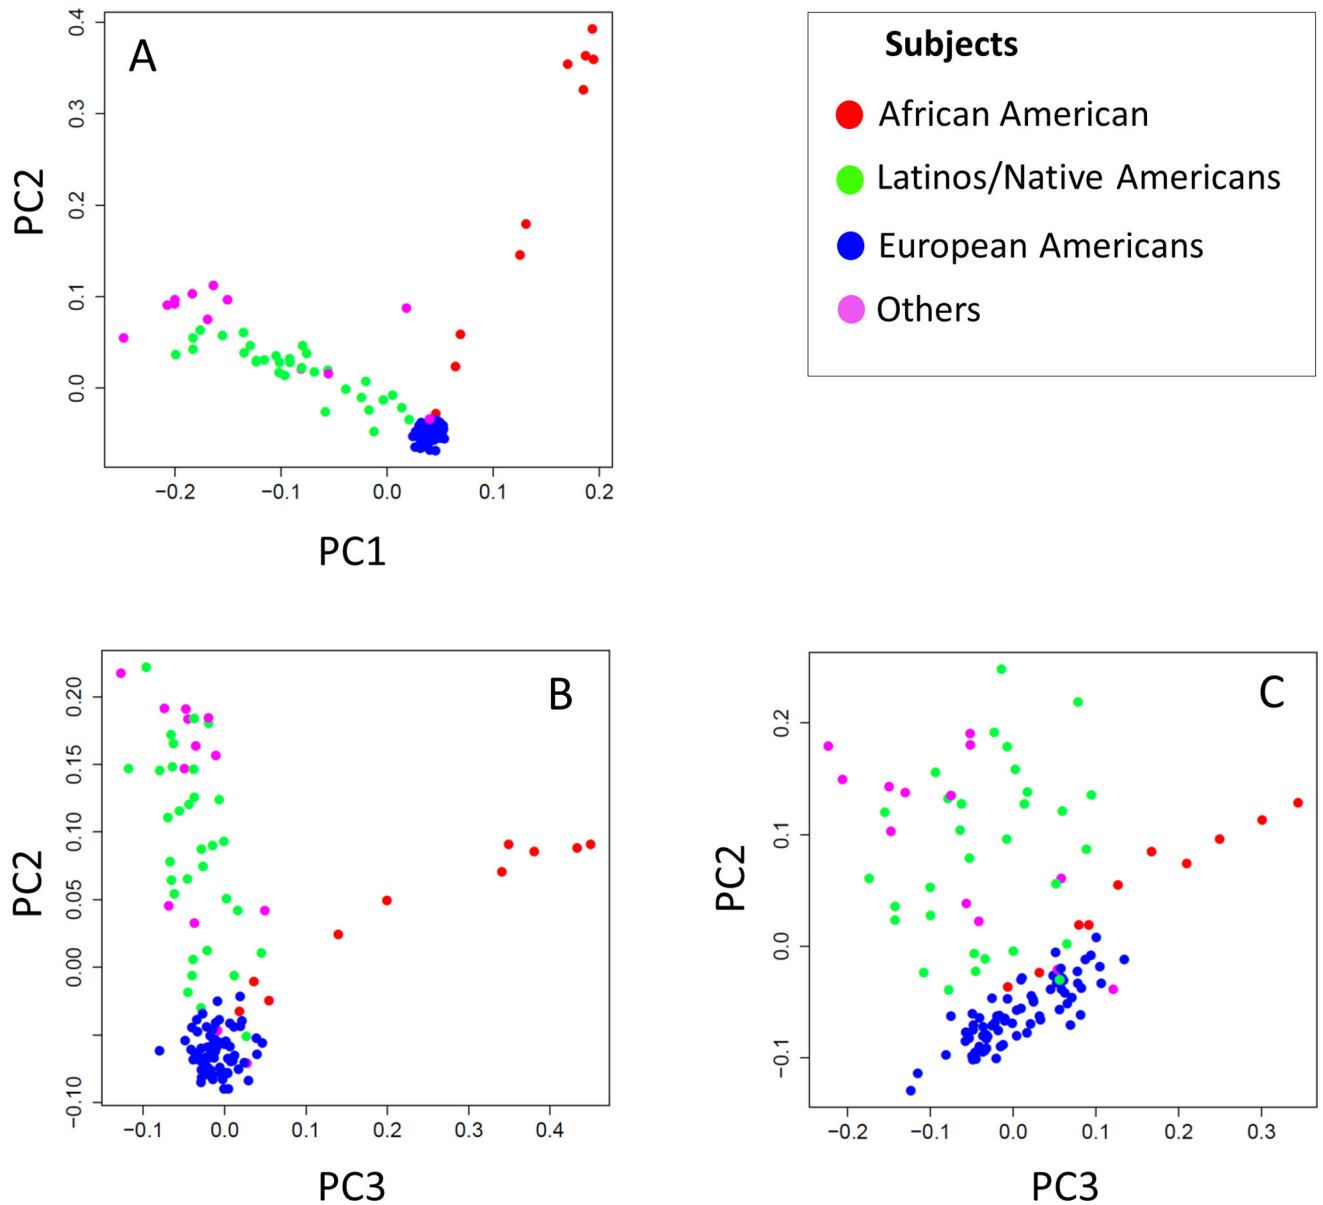 A
0.4
0.3
0.2
0.1
0.0
PC2
−0.2 −0.1 0.0 0.1 0.2
PC1
Subjects
African American
Latinos/Native Americans
European Americans
Others
B
0.20
0.15
0.10
0.05
0.00
−0.10
PC2
−0.1 0.0 0.1 0.2 0.3 0.4
PC3
C
0.2
0.1
0.0
−0.1
PC2
−0.2 −0.1 0.0 0.1 0.2 0.3
PC3